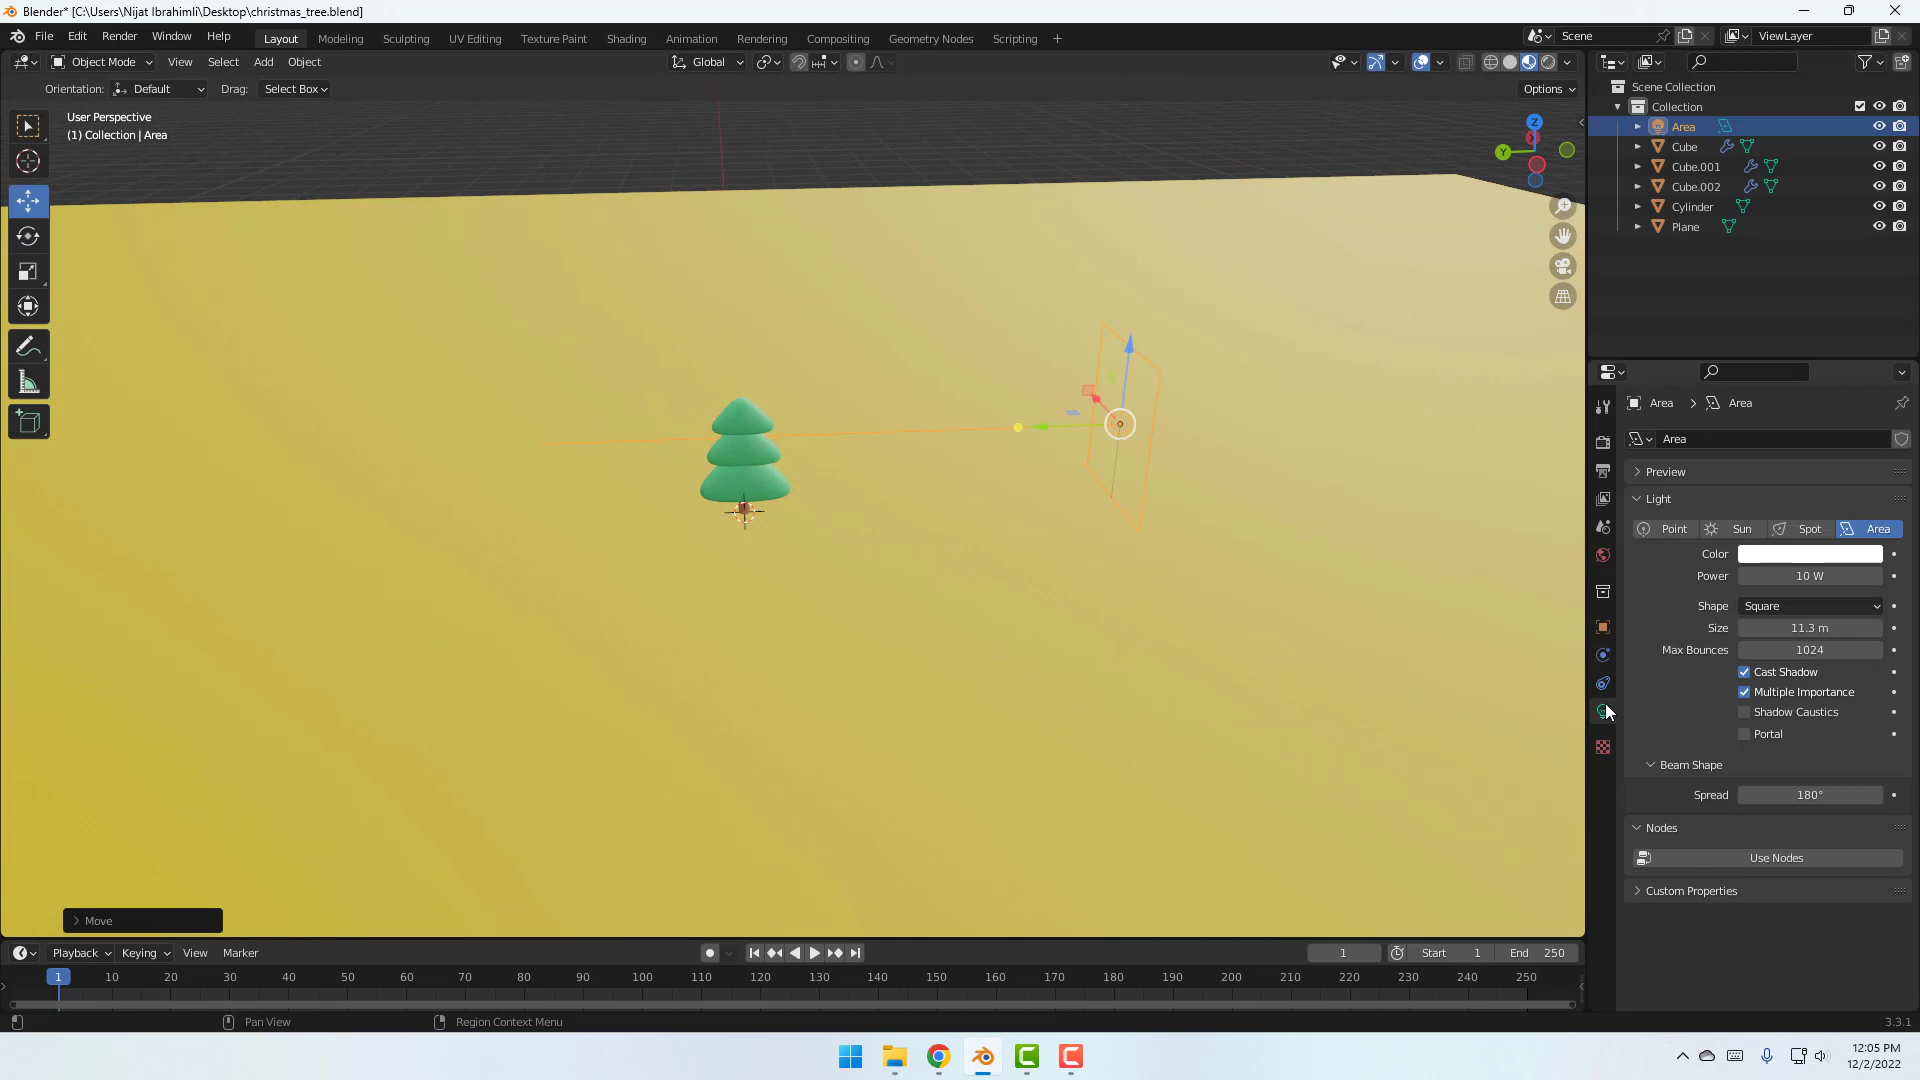 Blender* [C:\Users\Nijat Ibrahimli\Desktop\christmas_tree.blend]
File Edit Render Window Help
Layout Modeling Sculpting UV Editing Texture Paint Shading Animation Rendering Compositing Geometry Nodes Scripting
Scene
ViewLayer
Object Mode View Select Add Object
Global
Orientation: Default Drag: Select Box
Options
User Perspective
(1) Collection | Area
Z
X
Y
Scene Collection
Collection
Area
Cube
Cube.001
Cube.002
Cylinder
Plane
Area > Area
Area
Preview
Light
Point Sun Spot Area
Color
Power 10 W
Shape Square
Size 11.3 m
Max Bounces 1024
Cast Shadow
Multiple Importance
Shadow Caustics
Portal
Beam Shape
Spread 180°
Nodes
Use Nodes
Custom Properties
Move
Playback Keying View Marker
1 Start 1 End 250
1 10 20 30 40 50 60 70 80 90 100 110 120 130 140 150 160 170 180 190 200 210 220 230 240 250
Pan View
Region Context Menu
3.3.1
12:05 PM
12/2/2022